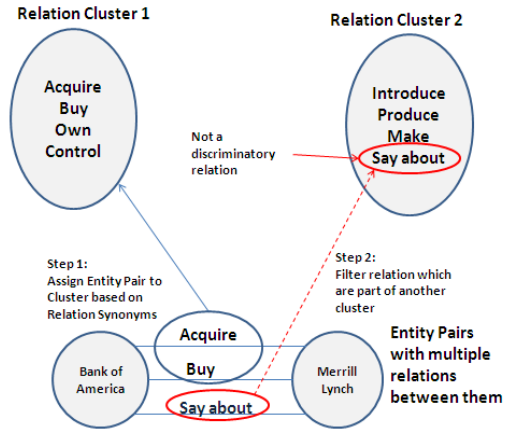 Relation Cluster 1
Relation Cluster 2
Acquire
Buy
Own
Control
Introduce
Produce
Make
Say about
Not a
discriminatory
relation
Step 1:
Assign Entity Pair to
Cluster based on
Relation Synonyms
Step 2:
Filter relation which
are part of another
cluster
Acquire
Buy
Say about
Bank of
America
Merrill
Lynch
Entity Pairs
with multiple
relations
between them